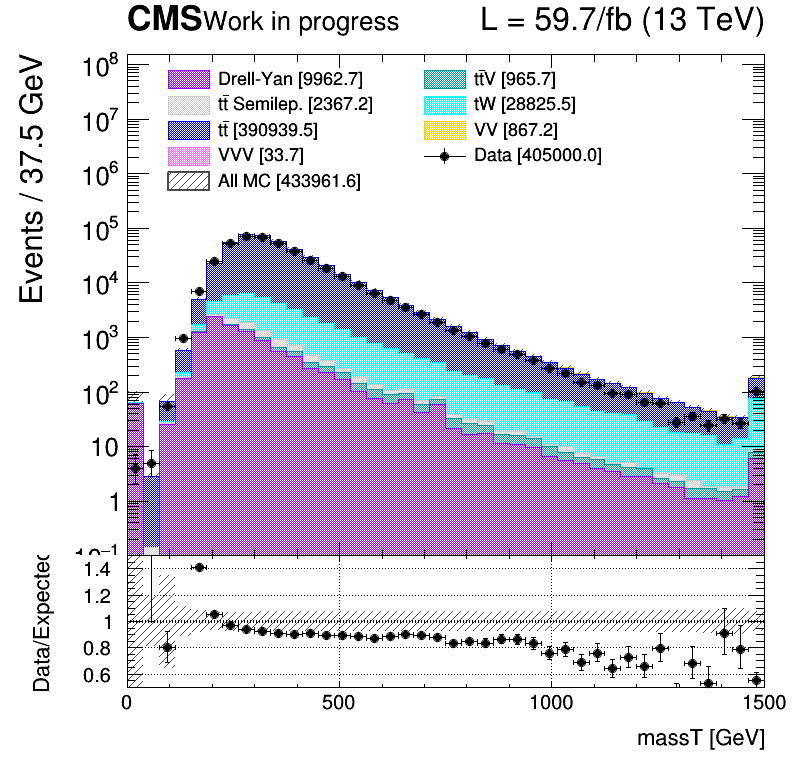 CMS Work in progress L = 59.7/fb (13 TeV)
Events / 37.5 GeV
10⁸
10⁷
10⁶
10⁵
10⁴
10³
10²
10
1
10⁻¹
Drell-Yan [9962.7]
tt̄ Semilep. [2367.2]
tt̄ [390939.5]
VVV [33.7]
All MC [433961.6]
tt̄V [965.7]
tW [28825.5]
VV [867.2]
Data [405000.0]
Data/Expected
1.4
1.2
1
0.8
0.6
0 500 1000 1500
massT [GeV]